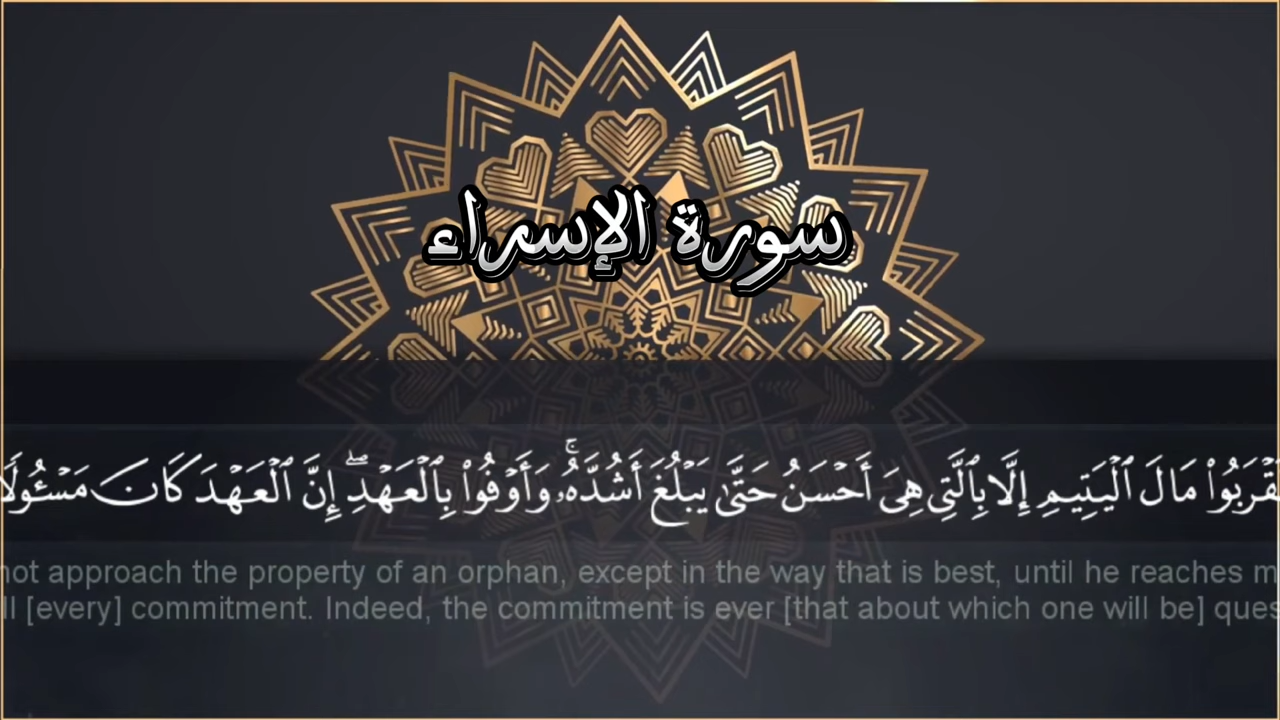 سورة الإسراء
قۡرَبُوا۟ مَالَ ٱلۡيَتِيمِ إِلَّا بِٱلَّتِى هِىَ أَحۡسَنُ حَتَّىٰ يَبۡلُغَ أَشُدَّهُۥۚ وَأَوۡفُوا۟ بِٱلۡعَهۡدِۖ إِنَّ ٱلۡعَهۡدَ كَانَ مَسۡـُٔولًا
not approach the property of an orphan, except in the way that is best, until he reaches m
ll [every] commitment. Indeed, the commitment is ever [that about which one will be] ques